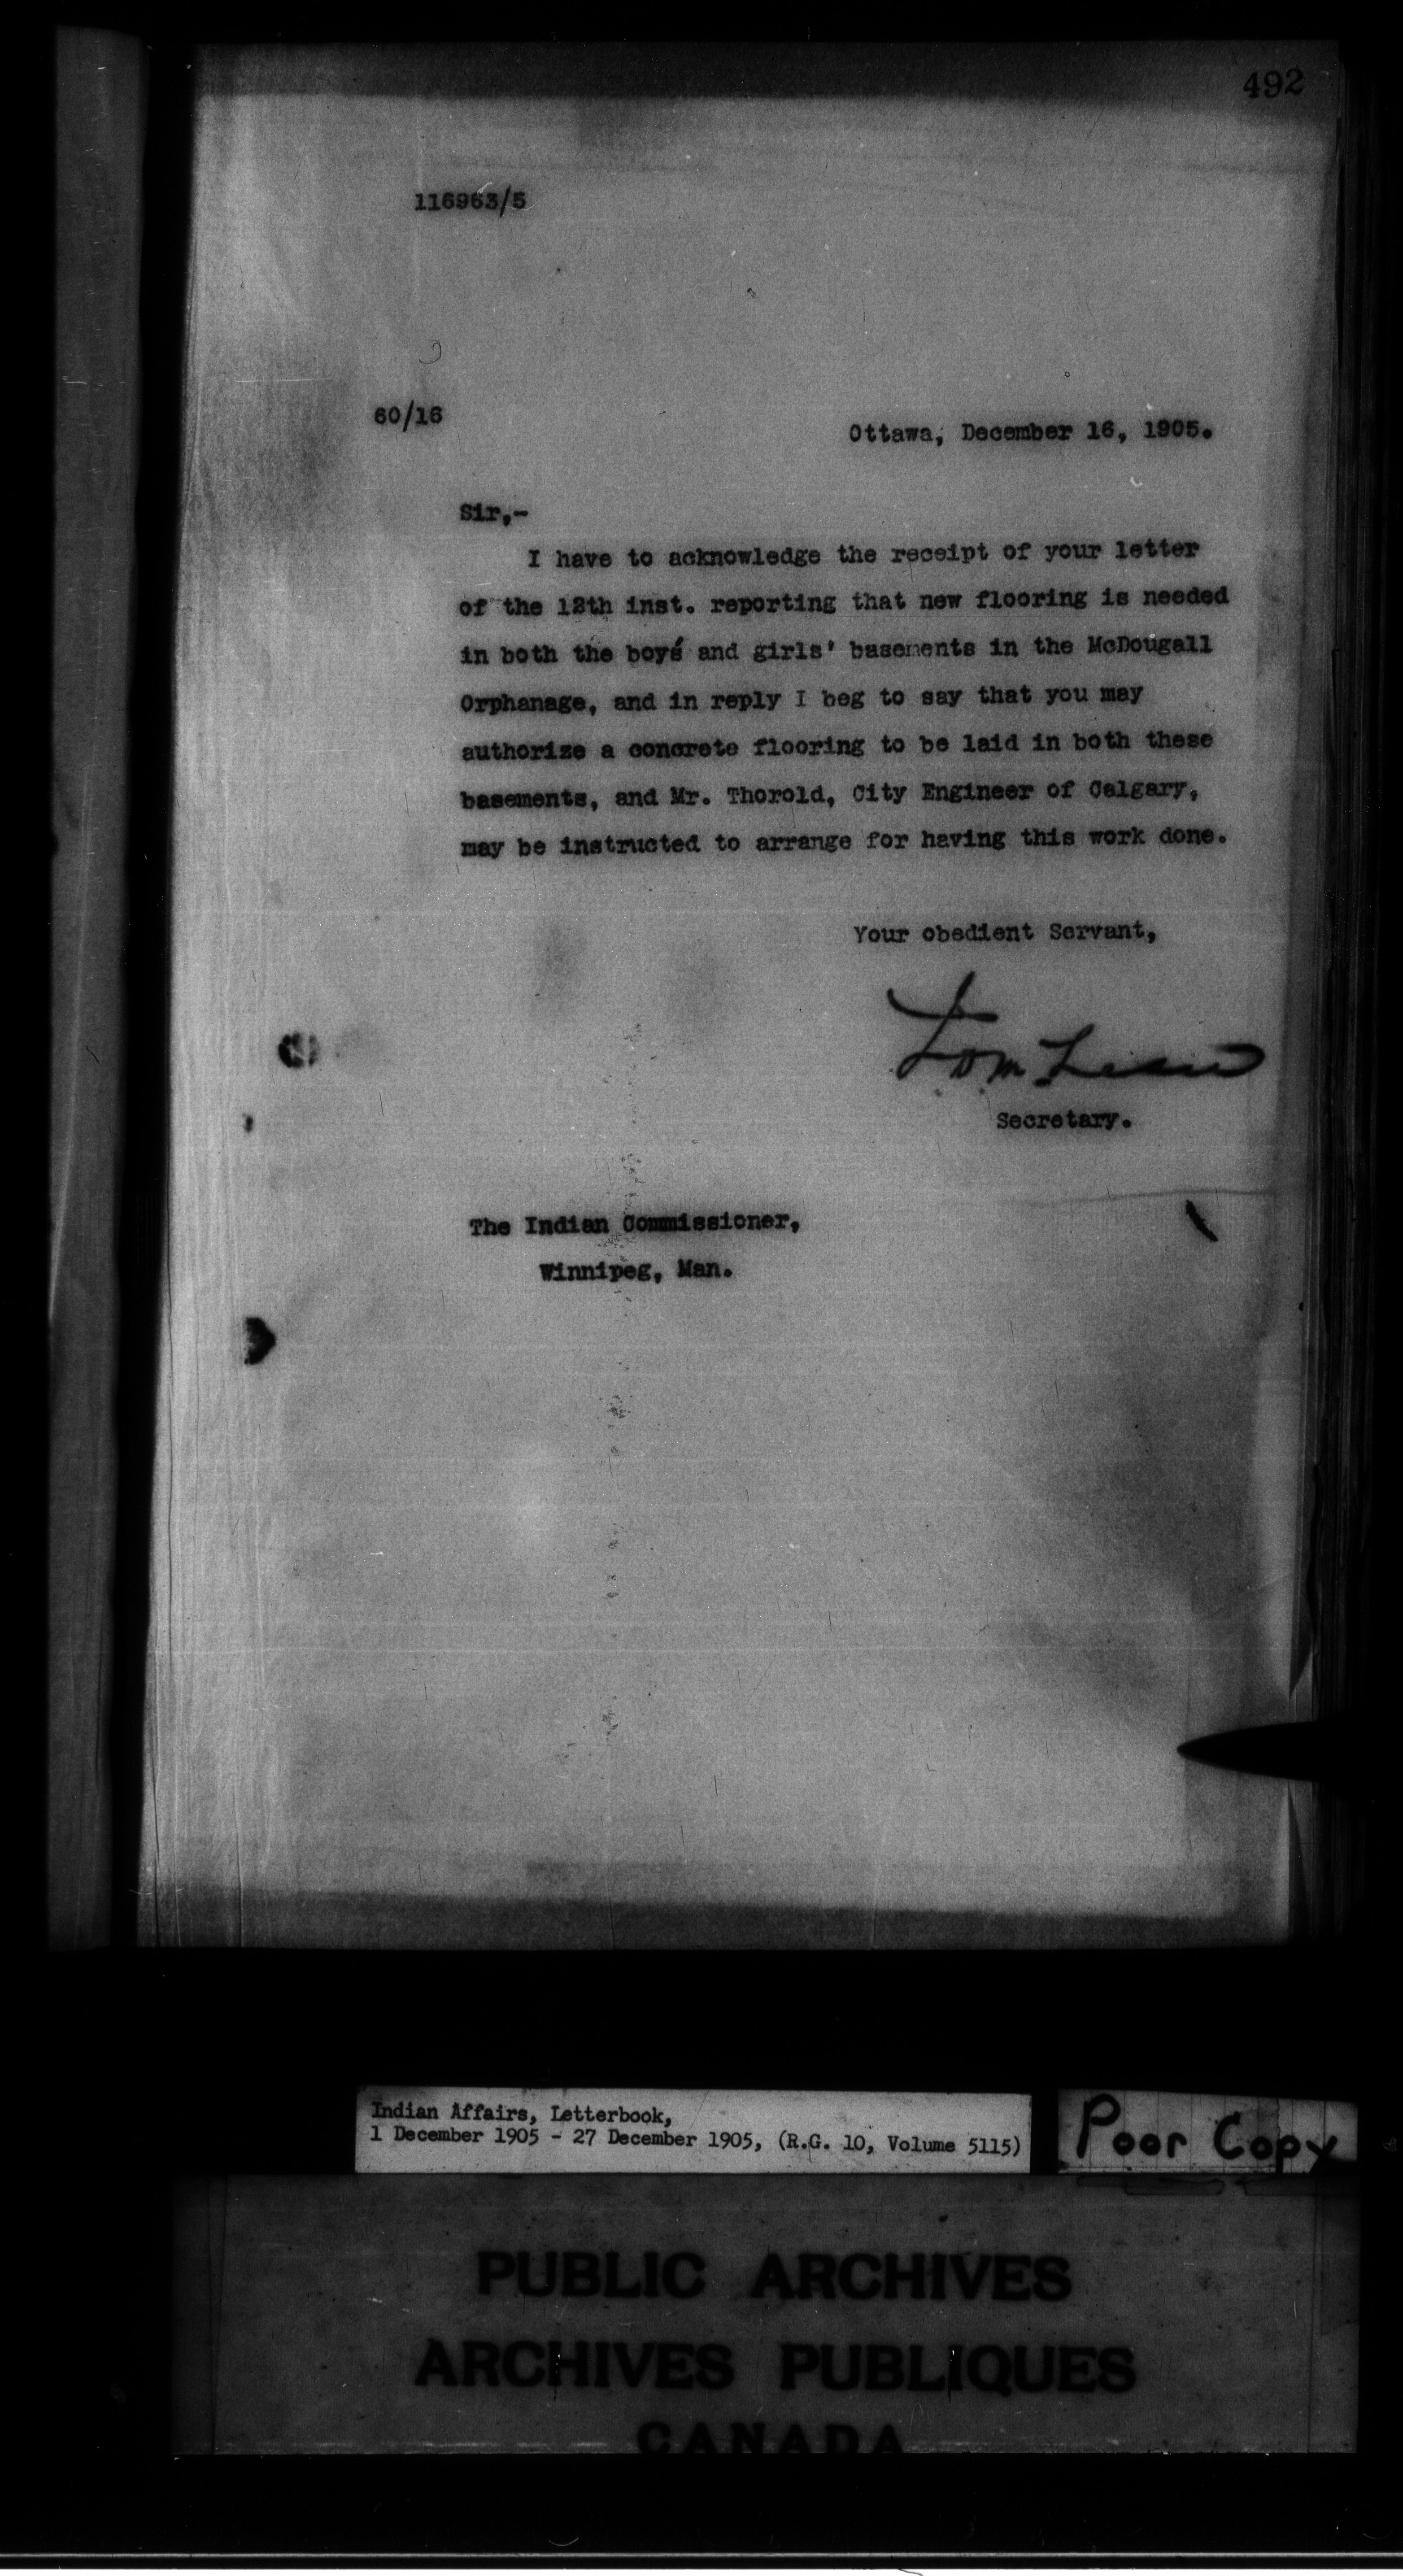 492
116963/5
60/16
Ottawa, December 16, 1905.
Sir,-
I have to acknowledge the receipt of your letter
of the 12th inst. reporting that new flooring is needed
in both the boys' and girls' basements in the McDougall
Orphanage, and in reply I beg to say that you may
authorize a concrete flooring to be laid in both these
basements, and Mr. Thorold, City Engineer of Calgary,
may be instructed to arrange for having this work done.
Your obedient Servant,
Secretary.
The Indian Commissioner,
Winnipeg, Man.
Indian Affairs, Letterbook,
1 December 1905 - 27 December 1905, (R.G. 10, Volume 5115)
Poor Copy
PUBLIC ARCHIVES
ARCHIVES PUBLIQUES
CANADA